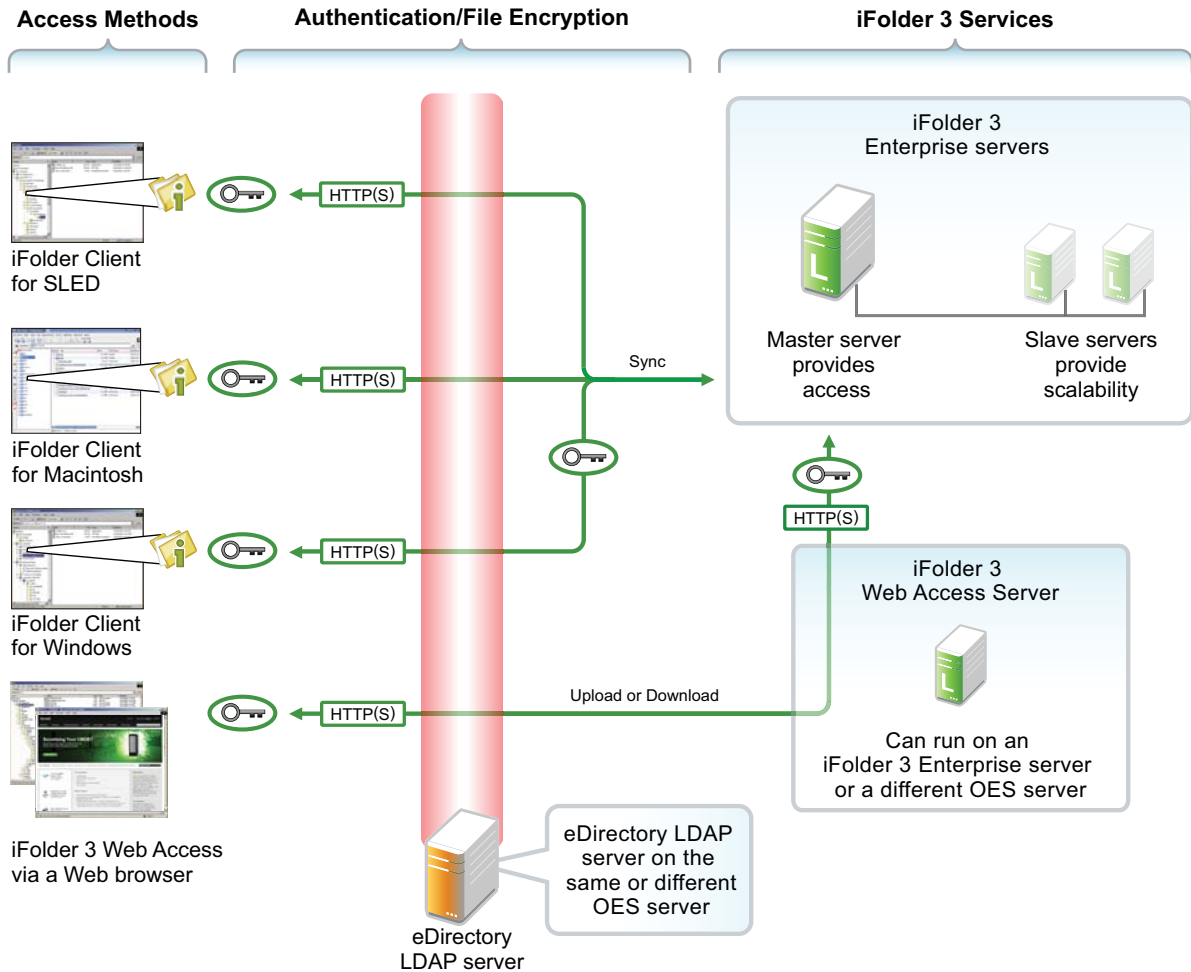 Access Methods
Authentication/File Encryption
iFolder 3 Services
iFolder 3
Enterprise servers
HTTP(S)
iFolder Client
for SLED
L
Master server
provides
access
Slave servers
provide
scalability
HTTP(S)
Sync
iFolder Client
for Macintosh
HTTP(S)
HTTP(S)
iFolder Client
for Windows
iFolder 3
Web Access Server
L
HTTP(S)
Upload or Download
Can run on an
iFolder 3 Enterprise server
or a different OES server
iFolder 3 Web Access
via a Web browser
eDirectory LDAP
server on the
same or different
OES server
eDirectory
LDAP server